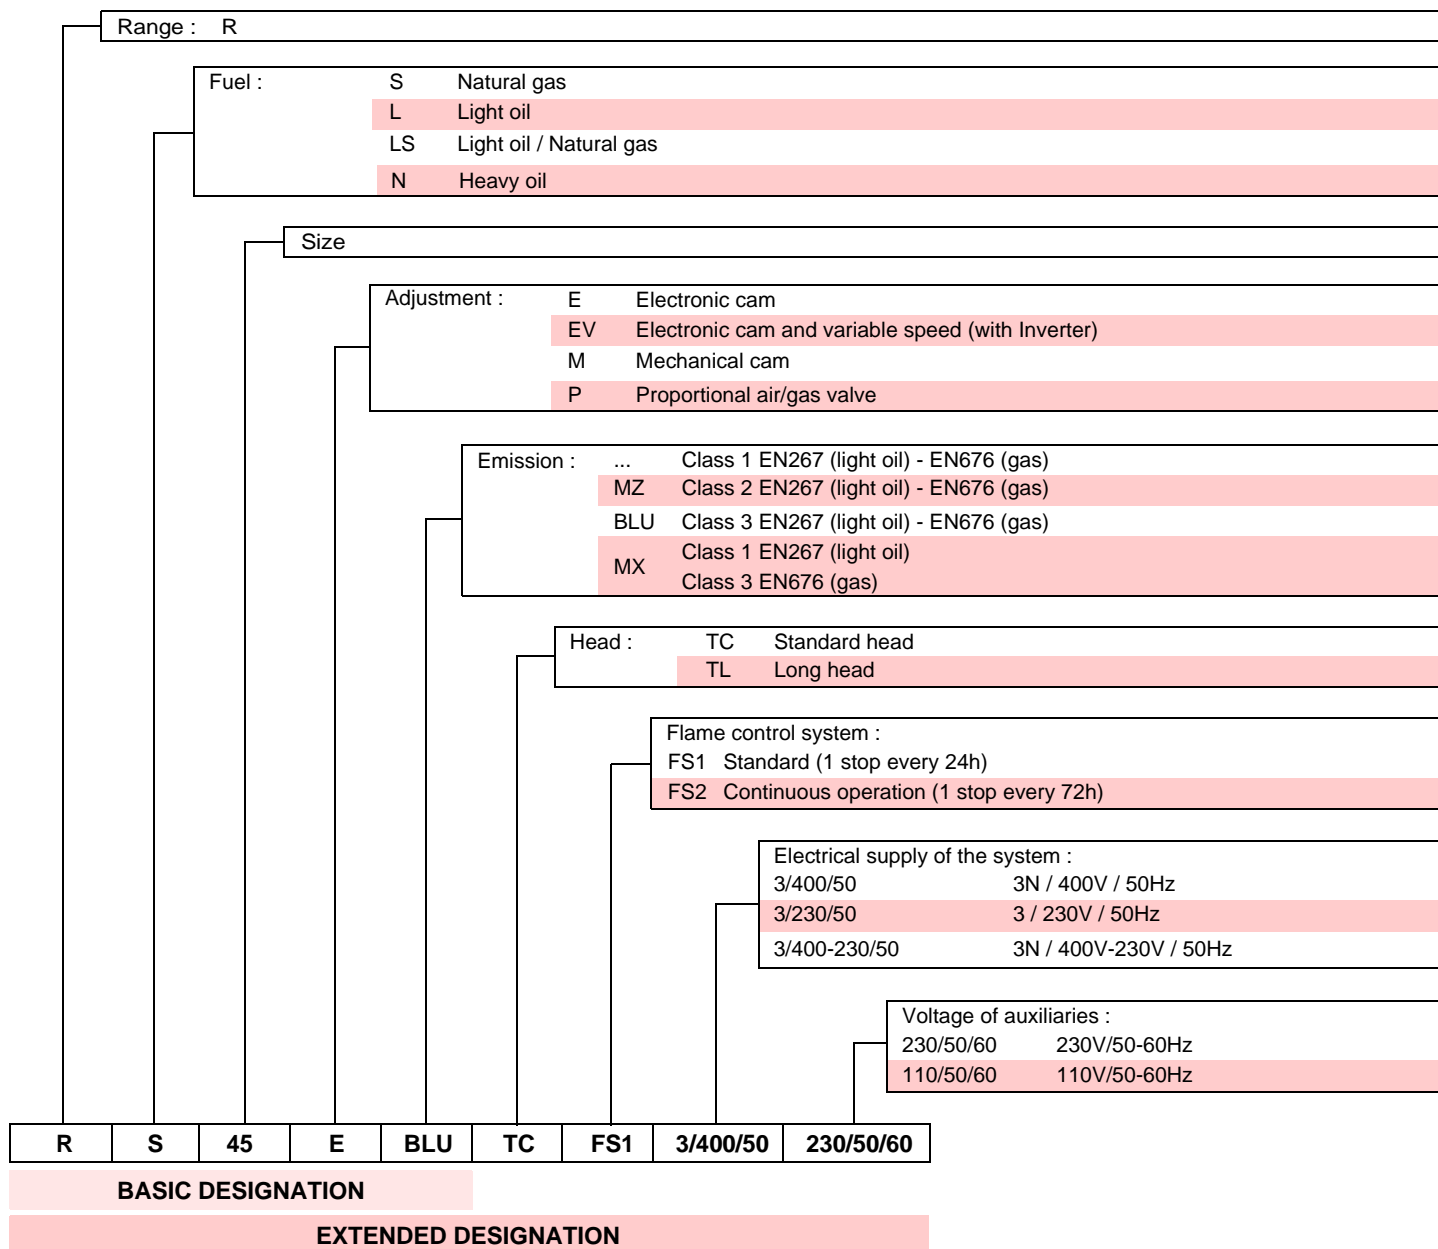 Range : R
Fuel : S Natural gas
L Light oil
LS Light oil / Natural gas
N Heavy oil
Size
Adjustment : E Electronic cam
EV Electronic cam and variable speed (with Inverter)
M Mechanical cam
P Proportional air/gas valve
Emission : ... Class 1 EN267 (light oil) - EN676 (gas)
MZ Class 2 EN267 (light oil) - EN676 (gas)
BLU Class 3 EN267 (light oil) - EN676 (gas)
MX Class 1 EN267 (light oil)
Class 3 EN676 (gas)
Head : TC Standard head
TL Long head
Flame control system :
FS1 Standard (1 stop every 24h)
FS2 Continuous operation (1 stop every 72h)
Electrical supply of the system :
3/400/50 3N / 400V / 50Hz
3/230/50 3 / 230V / 50Hz
3/400-230/50 3N / 400V-230V / 50Hz
Voltage of auxiliaries :
230/50/60 230V/50-60Hz
110/50/60 110V/50-60Hz
R S 45 E BLU TC FS1 3/400/50 230/50/60
BASIC DESIGNATION
EXTENDED DESIGNATION